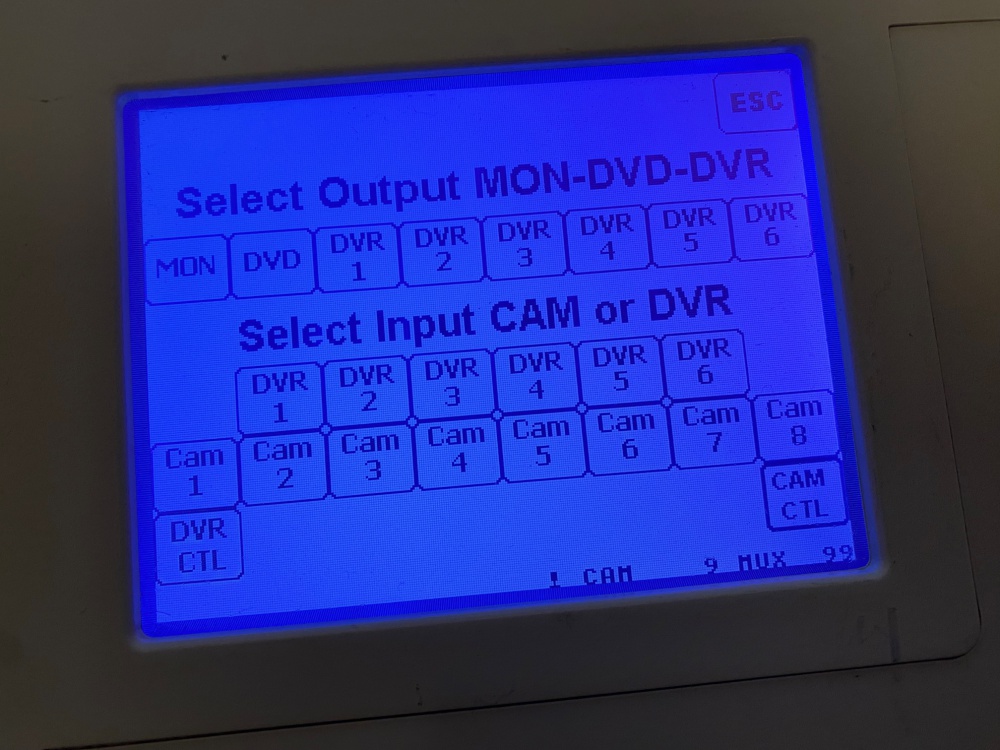 ESC
Select Output MON-DVD-DVR
MON DVD DVR 1 DVR 2 DVR 3 DVR 4 DVR 5 DVR 6
Select Input CAM or DVR
DVR 1 DVR 2 DVR 3 DVR 4 DVR 5 DVR 6
Cam 1 Cam 2 Cam 3 Cam 4 Cam 5 Cam 6 Cam 7 Cam 8
DVR CTL CAM CTL
CAM 9 MUX 99